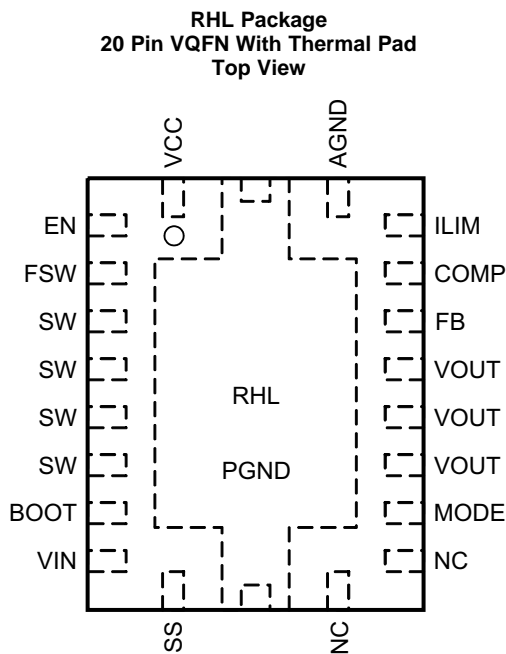 RHL Package
20 Pin VQFN With Thermal Pad
Top View
VCC
AGND
EN
ILIM
FSW
COMP
SW
FB
SW
VOUT
SW
VOUT
SW
VOUT
BOOT
MODE
VIN
NC
RHL
PGND
SS
NC